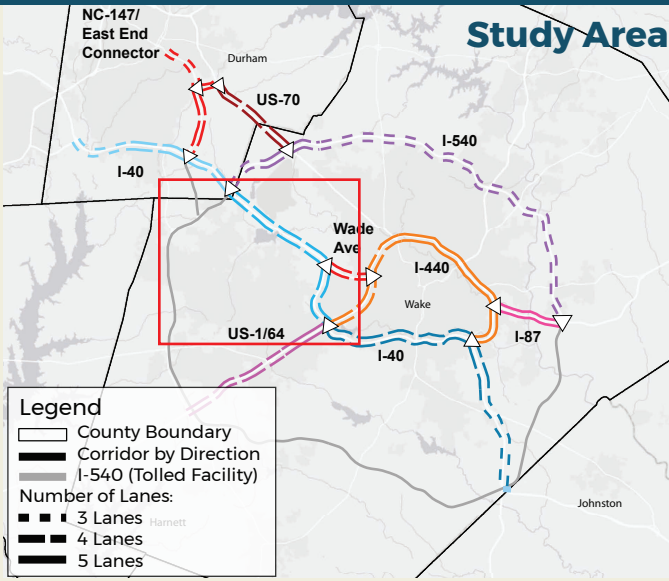 Study Area
NC-147/
East End
Connector
Durham
US-70
I-540
I-40
Wade
Ave
I-440
Wake
I-87
US-1/64
I-40
Legend
County Boundary
Corridor by Direction
I-540 (Tolled Facility)
Number of Lanes:
3 Lanes
4 Lanes
5 Lanes
Harnett
Johnston